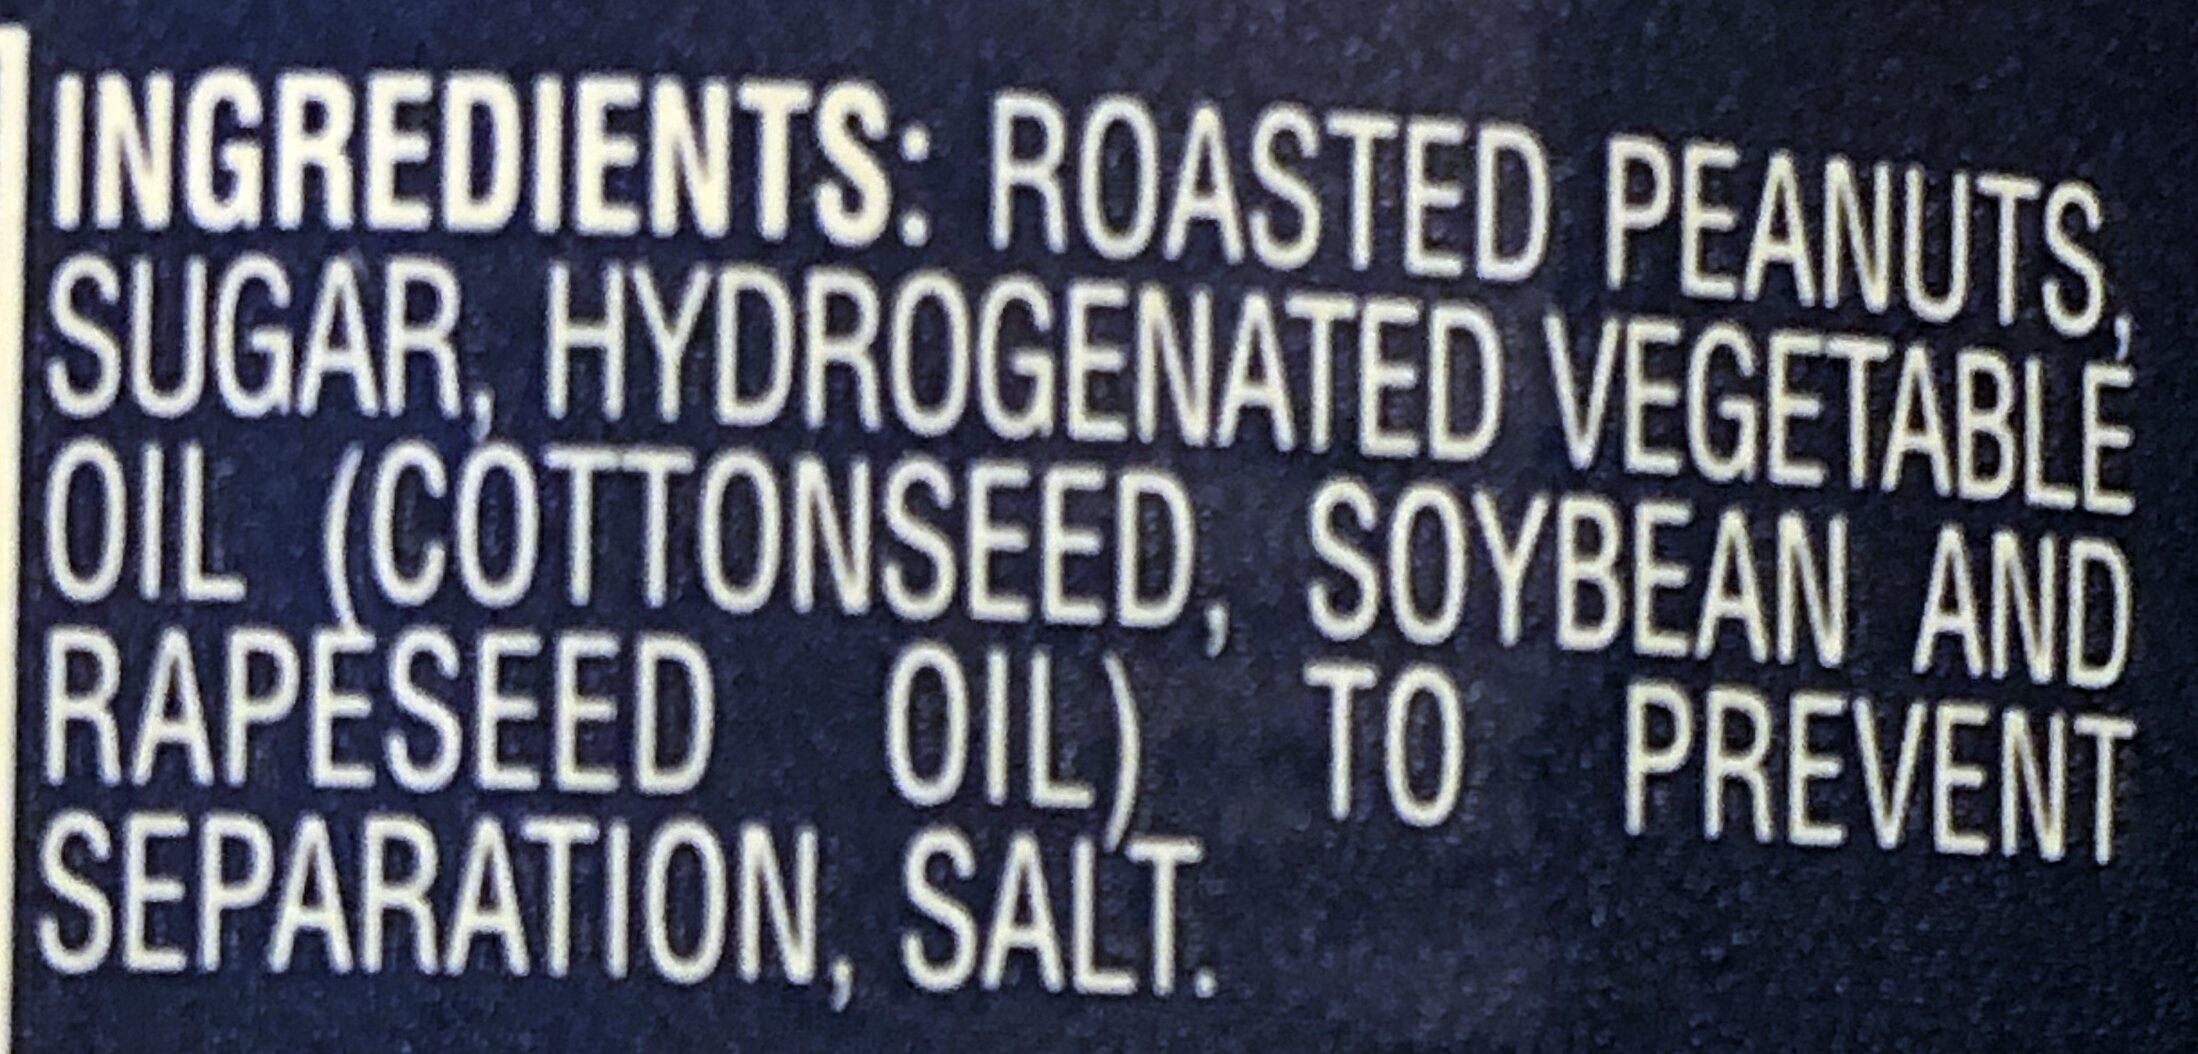 INGREDIENTS: ROASTED PEANUTS,
SUGAR, HYDROGENATED VEGETABLE
OIL (COTTONSEED, SOYBEAN AND
RAPESEED OIL) TO PREVENT
SEPARATION, SALT.